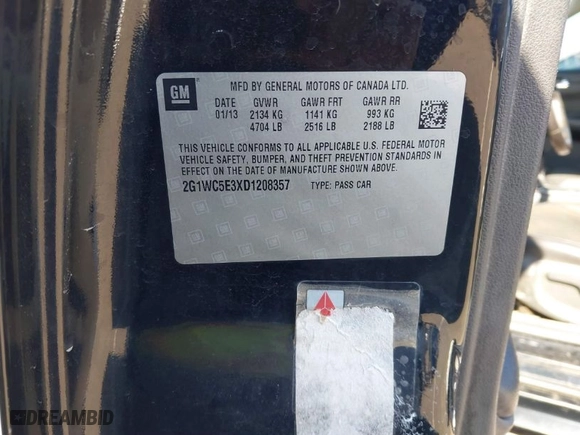 GM
MFD BY GENERAL MOTORS OF CANADA LTD.
DATE GVWR GAWR FRT GAWR RR
01/13 2134 KG 1141 KG 993 KG
4704 LB 2516 LB 2188 LB
THIS VEHICLE CONFORMS TO ALL APPLICABLE U.S. FEDERAL MOTOR
VEHICLE SAFETY, BUMPER, AND THEFT PREVENTION STANDARDS IN
EFFECT ON THE DATE OF MANUFACTURE SHOWN ABOVE.
2G1WC5E3XD1208357 TYPE: PASS CAR
DREAMBID